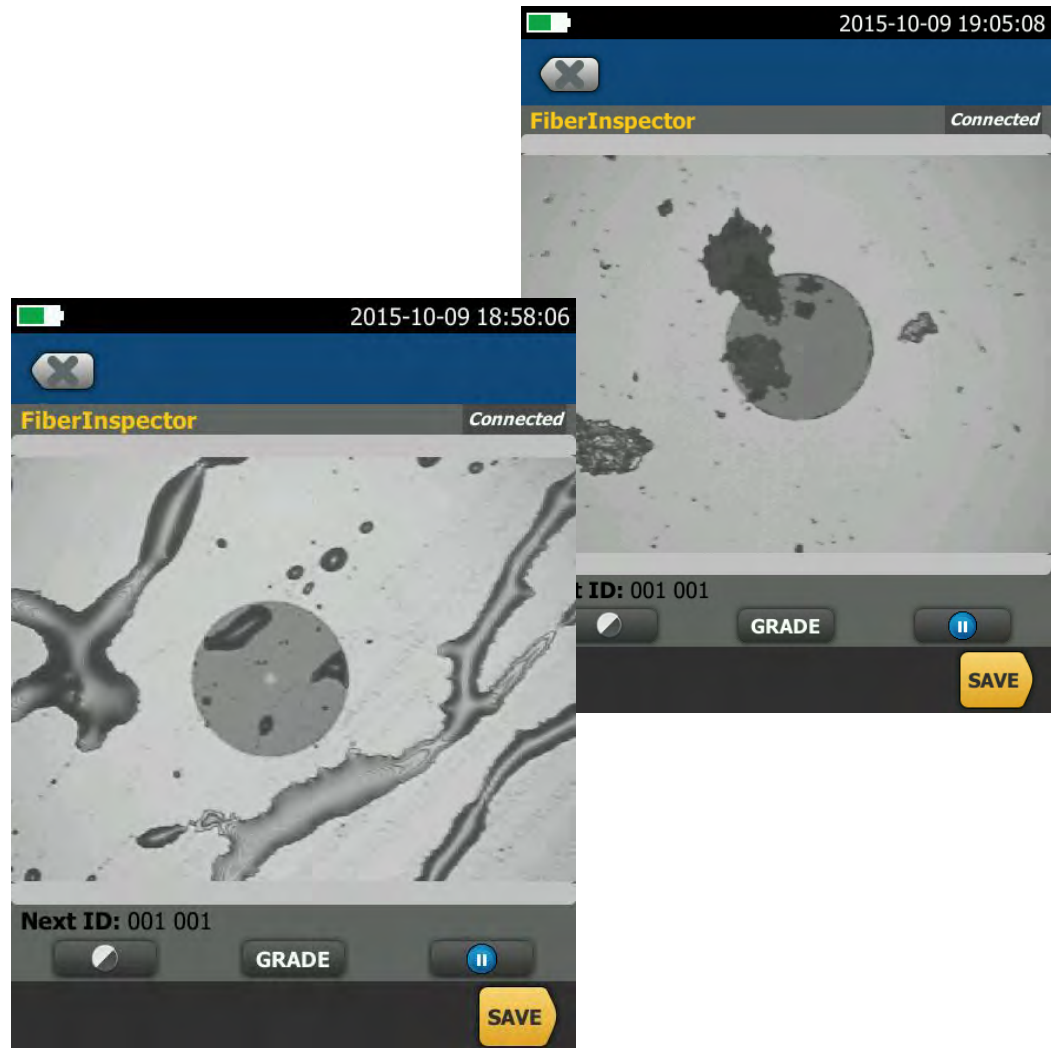 2015-10-09 19:05:08
FiberInspector Connected
t ID: 001 001
GRADE
SAVE
2015-10-09 18:58:06
FiberInspector Connected
Next ID: 001 001
GRADE
SAVE